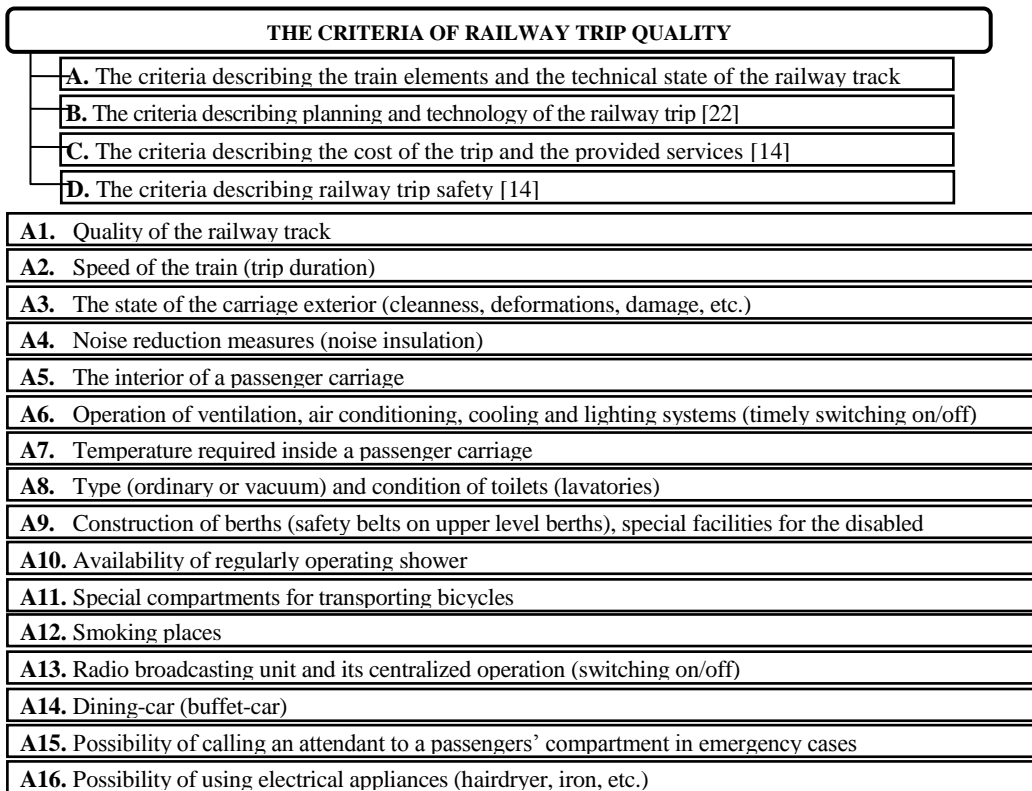 THE CRITERIA OF RAILWAY TRIP QUALITY
A. The criteria describing the train elements and the technical state of the railway track
B. The criteria describing planning and technology of the railway trip [22]
C. The criteria describing the cost of the trip and the provided services [14]
D. The criteria describing railway trip safety [14]
A1. Quality of the railway track
A2. Speed of the train (trip duration)
A3. The state of the carriage exterior (cleanness, deformations, damage, etc.)
A4. Noise reduction measures (noise insulation)
A5. The interior of a passenger carriage
A6. Operation of ventilation, air conditioning, cooling and lighting systems (timely switching on/off)
A7. Temperature required inside a passenger carriage
A8. Type (ordinary or vacuum) and condition of toilets (lavatories)
A9. Construction of berths (safety belts on upper level berths), special facilities for the disabled
A10. Availability of regularly operating shower
A11. Special compartments for transporting bicycles
A12. Smoking places
A13. Radio broadcasting unit and its centralized operation (switching on/off)
A14. Dining-car (buffet-car)
A15. Possibility of calling an attendant to a passengers’ compartment in emergency cases
A16. Possibility of using electrical appliances (hairdryer, iron, etc.)